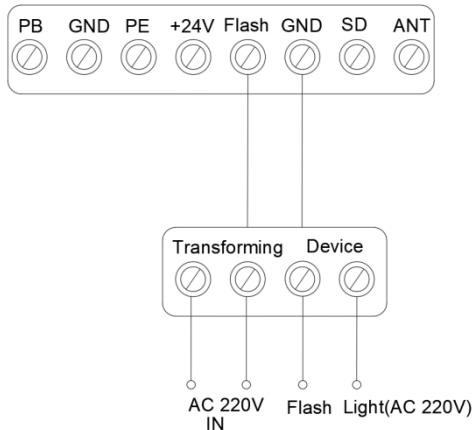 PB GND PE +24V Flash GND SD ANT
Transforming Device
AC 220V Flash Light(AC 220V)
IN